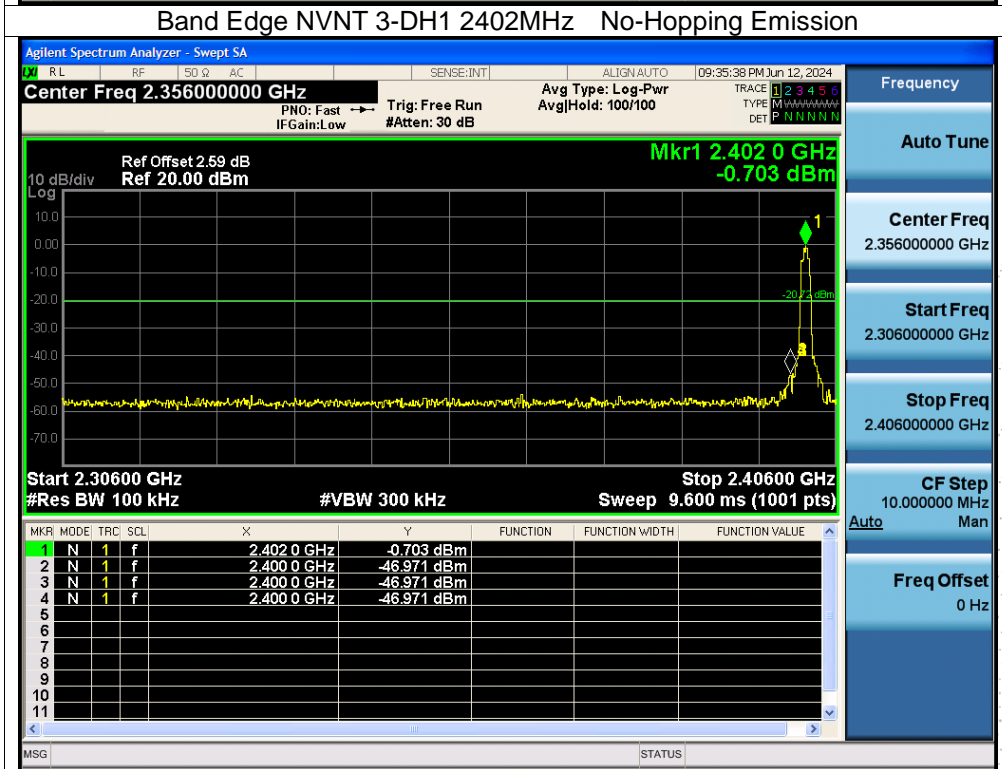 Band Edge NVNT 3-DH1 2402MHz No-Hopping Emission
Agilent Spectrum Analyzer - Swept SA
LXI RL RF 50 Ω AC SENSE:INT ALIGN AUTO 09:35:38 PM Jun 12, 2024
Center Freq 2.356000000 GHz
PNO: Fast
IFGain:Low
Trig: Free Run
#Atten: 30 dB
Avg Type: Log-Pwr
Avg|Hold: 100/100
TRACE 1 2 3 4 5 6
TYPE M WWWWW
DET P N N N N N
Mkr1 2.402 0 GHz
-0.703 dBm
Ref Offset 2.59 dB
10 dB/div Ref 20.00 dBm
Log
10.0
0.00
-10.0
-20.0
-30.0
-40.0
-50.0
-60.0
-70.0
1
-20.72 dBm
Start 2.30600 GHz Stop 2.40600 GHz
#Res BW 100 kHz #VBW 300 kHz Sweep 9.600 ms (1001 pts)
MKR MODE TRC SCL X Y FUNCTION FUNCTION WIDTH FUNCTION VALUE
1 N 1 f 2.402 0 GHz -0.703 dBm
2 N 1 f 2.400 0 GHz -46.971 dBm
3 N 1 f 2.400 0 GHz -46.971 dBm
4 N 1 f 2.400 0 GHz -46.971 dBm
5
6
7
8
9
10
11
MSG STATUS
Frequency
Auto Tune
Center Freq
2.356000000 GHz
Start Freq
2.306000000 GHz
Stop Freq
2.406000000 GHz
CF Step
10.000000 MHz
Auto Man
Freq Offset
0 Hz